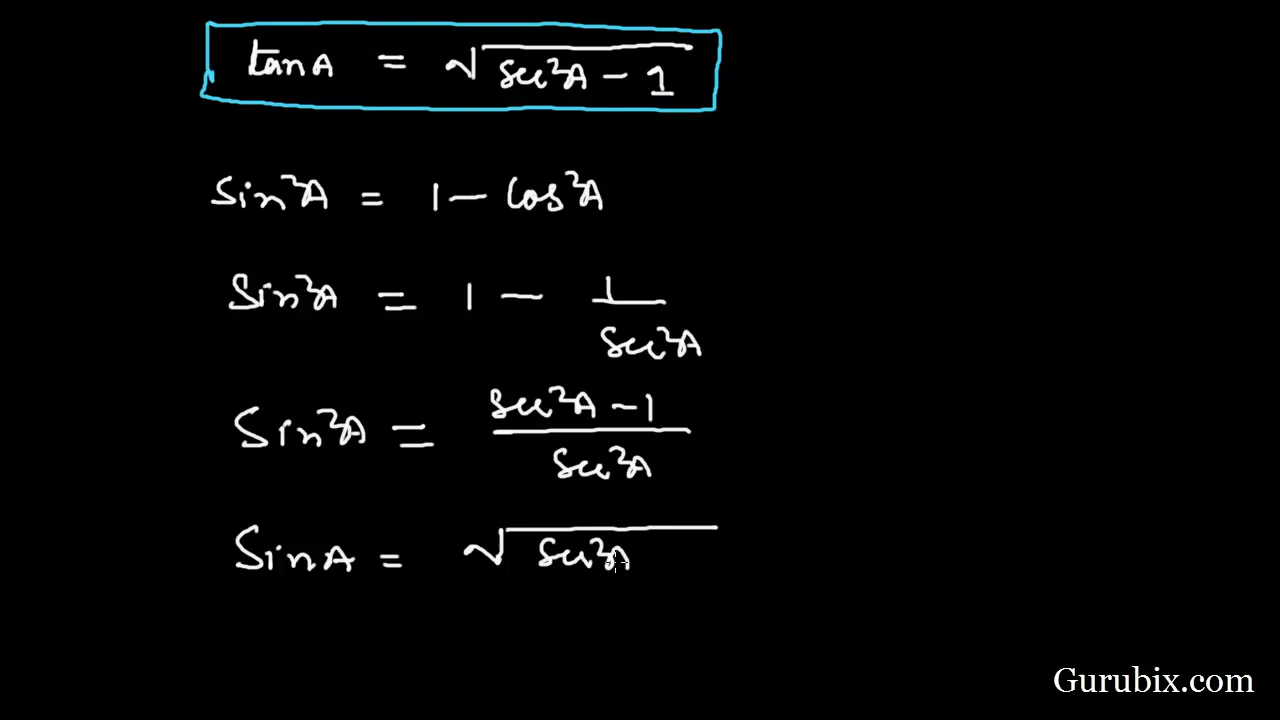 tanA = √sec²A - 1
Sin²A = 1 - Cos²A
Sin²A = 1 - 1/Sec²A
Sin²A = Sec²A - 1/Sec²A
SinA = √Sec²A
Gurubix.com